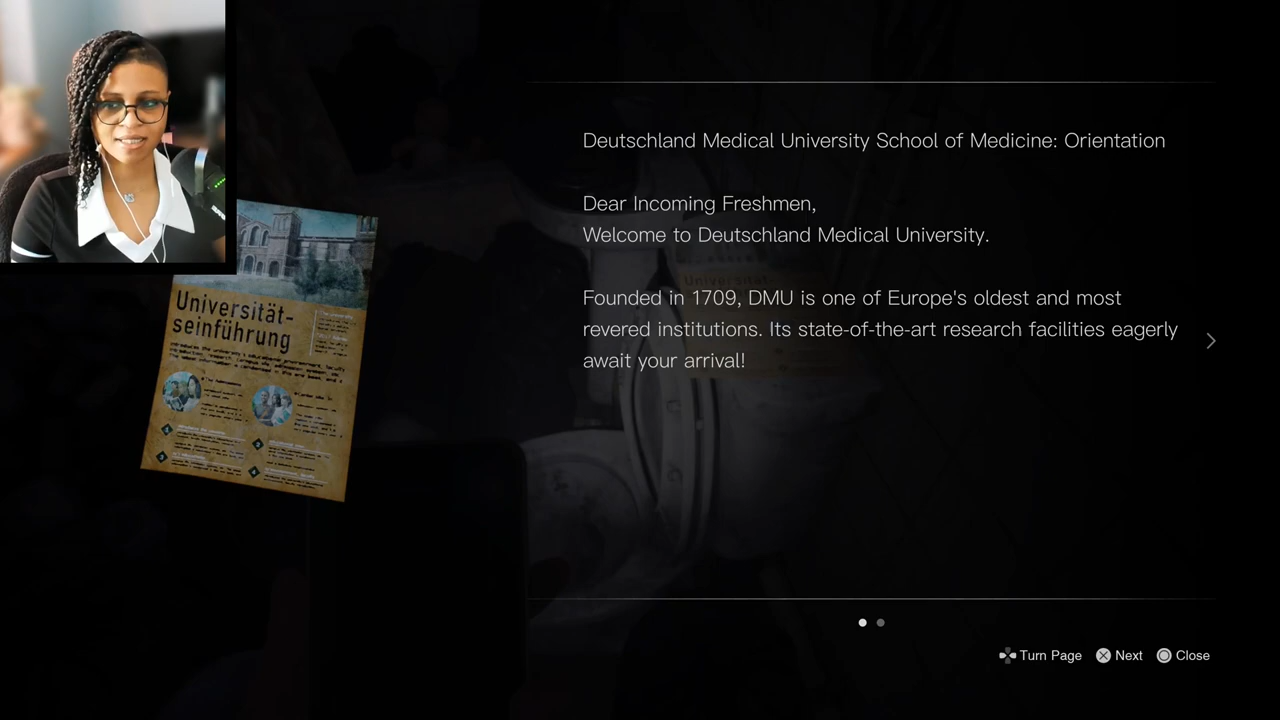 Deutschland Medical University School of Medicine: Orientation
Dear Incoming Freshmen,
Welcome to Deutschland Medical University.
Founded in 1709, DMU is one of Europe's oldest and most
revered institutions. Its state-of-the-art research facilities eagerly
await your arrival!
Universität-
seinführung
Turn Page Next Close